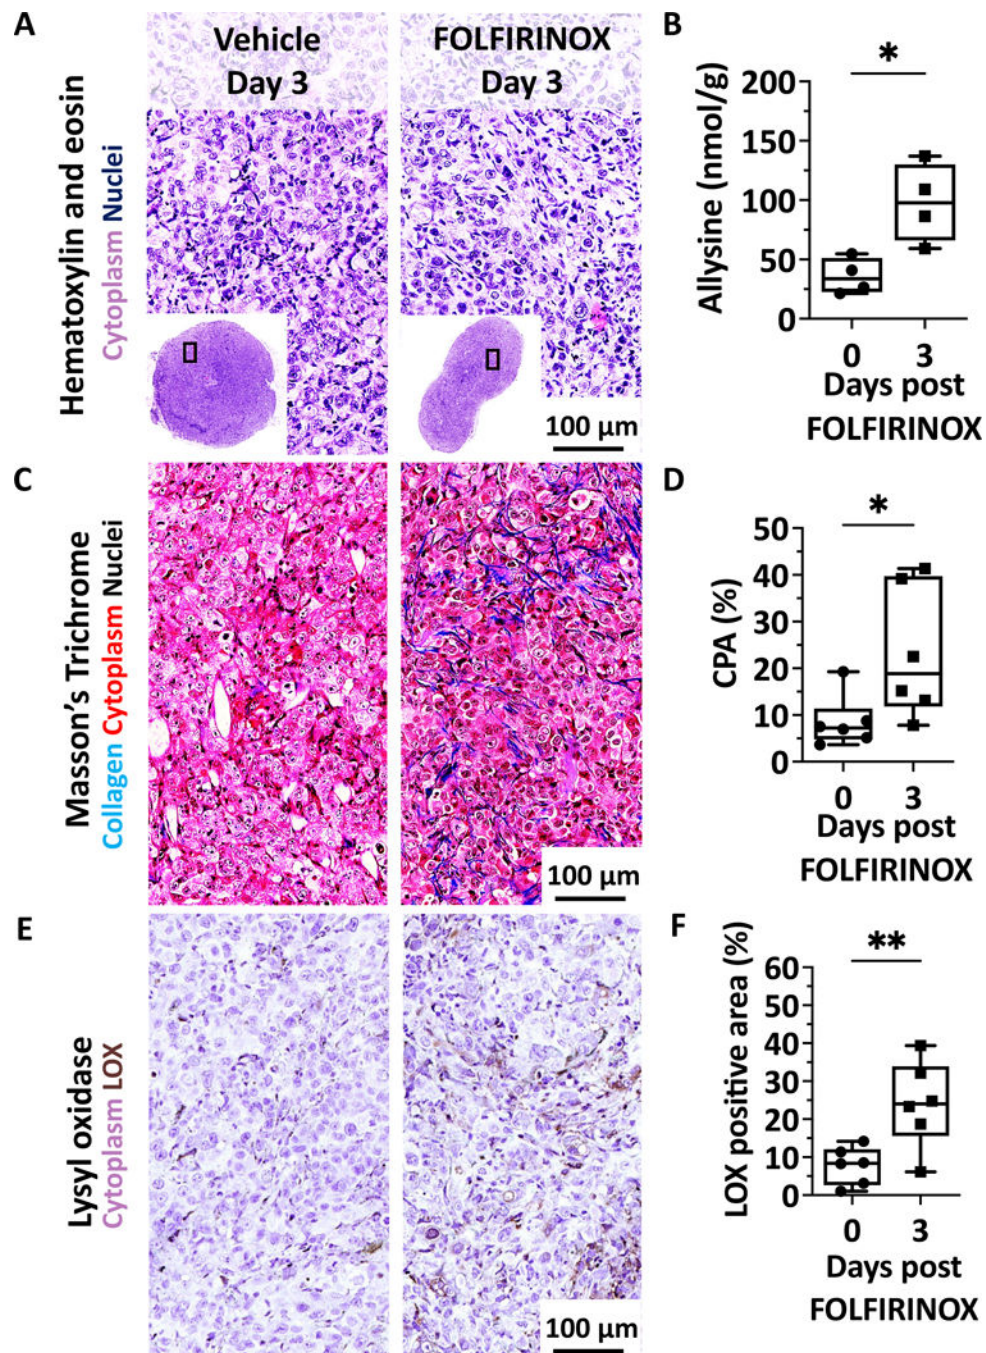 A
Vehicle
Day 3
FOLFIRINOX
Day 3
Hematoxylin and eosin
Cytoplasm Nuclei
100 µm
B
*
Allysine (nmol/g)
200
150
100
50
0
0 3
Days post
FOLFIRINOX
C
Masson's Trichrome
Collagen Cytoplasm Nuclei
100 µm
D
*
CPA (%)
50
40
30
20
10
0
0 3
Days post
FOLFIRINOX
E
Lysyl oxidase
Cytoplasm LOX
100 µm
F
**
LOX positive area (%)
60
50
40
30
20
10
0
0 3
Days post
FOLFIRINOX